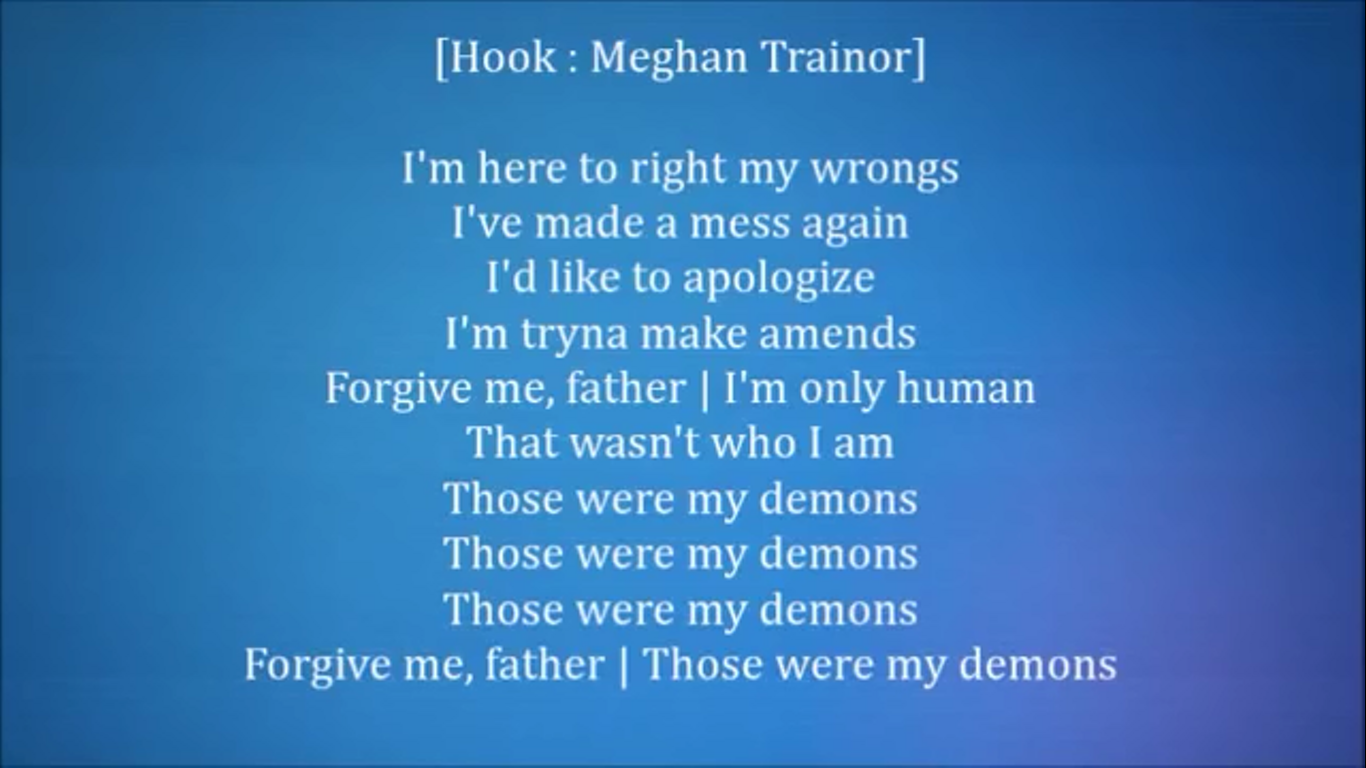 [Hook : Meghan Trainor]
I'm here to right my wrongs
I've made a mess again
I'd like to apologize
I'm tryna make amends
Forgive me, father | I'm only human
That wasn't who I am
Those were my demons
Those were my demons
Those were my demons
Forgive me, father | Those were my demons